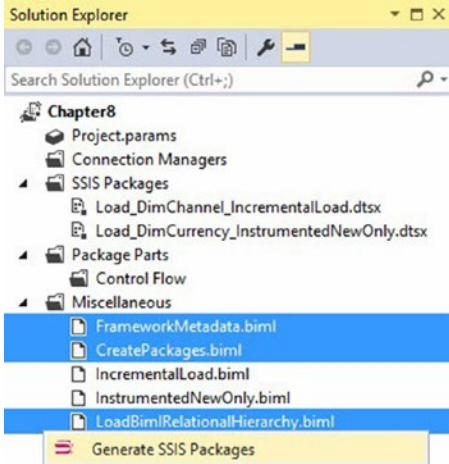 Solution Explorer
Search Solution Explorer (Ctrl+;)
Chapter8
Project.params
Connection Managers
SSIS Packages
Load_DimChannel_IncrementalLoad.dtsx
Load_DimCurrency_InstrumentedNewOnly.dtsx
Package Parts
Control Flow
Miscellaneous
FrameworkMetadata.biml
CreatePackages.biml
IncrementalLoad.biml
InstrumentedNewOnly.biml
LoadBimlRelationalHierarchy.biml
Generate SSIS Packages